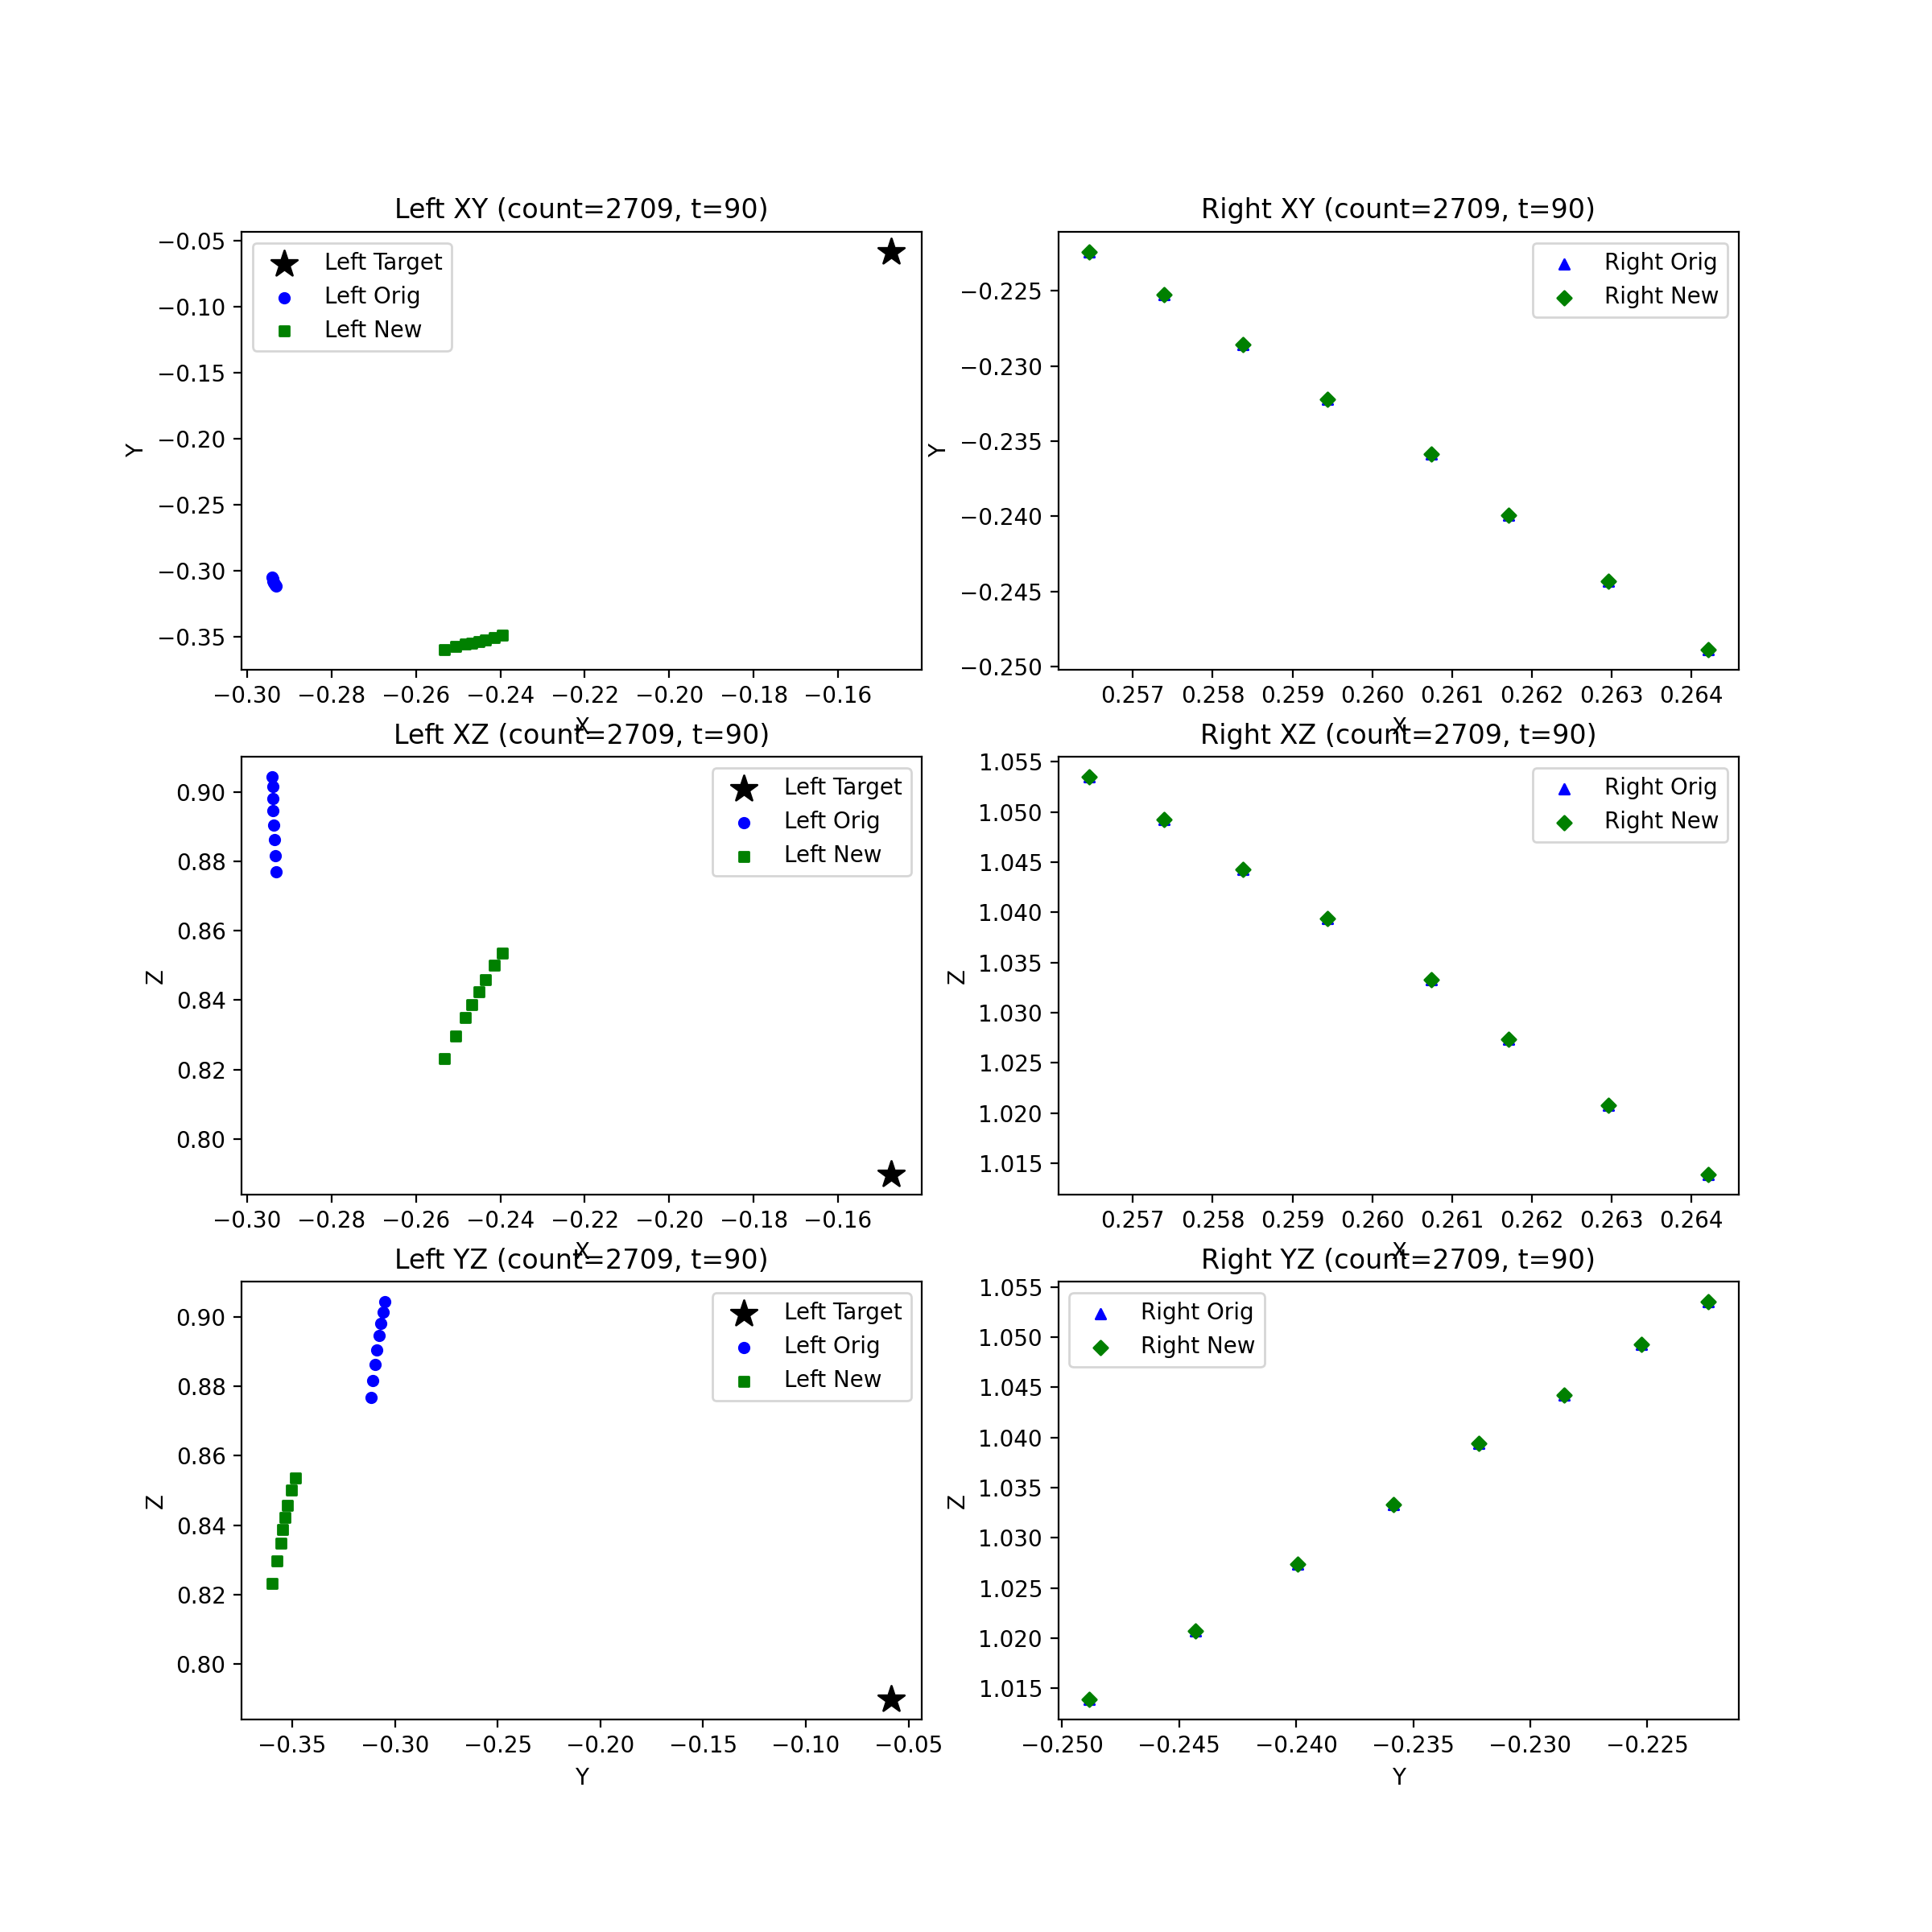 Left XY (count=2709, t=90)
−0.05
−0.10
−0.15
−0.20
−0.25
−0.30
−0.35
Y
Left Target
Left Orig
Left New
−0.30 −0.28 −0.26 −0.24 −0.22 −0.20 −0.18 −0.16
X
Right XY (count=2709, t=90)
−0.225
−0.230
−0.235
−0.240
−0.245
−0.250
Y
Right Orig
Right New
0.257 0.258 0.259 0.260 0.261 0.262 0.263 0.264
X
Left XZ (count=2709, t=90)
0.90
0.88
0.86
0.84
0.82
0.80
Z
Left Target
Left Orig
Left New
−0.30 −0.28 −0.26 −0.24 −0.22 −0.20 −0.18 −0.16
X
Right XZ (count=2709, t=90)
1.055
1.050
1.045
1.040
1.035
1.030
1.025
1.020
1.015
Z
Right Orig
Right New
0.257 0.258 0.259 0.260 0.261 0.262 0.263 0.264
X
Left YZ (count=2709, t=90)
0.90
0.88
0.86
0.84
0.82
0.80
Z
Left Target
Left Orig
Left New
−0.35 −0.30 −0.25 −0.20 −0.15 −0.10 −0.05
Y
Right YZ (count=2709, t=90)
1.055
1.050
1.045
1.040
1.035
1.030
1.025
1.020
1.015
Z
Right Orig
Right New
−0.250 −0.245 −0.240 −0.235 −0.230 −0.225
Y